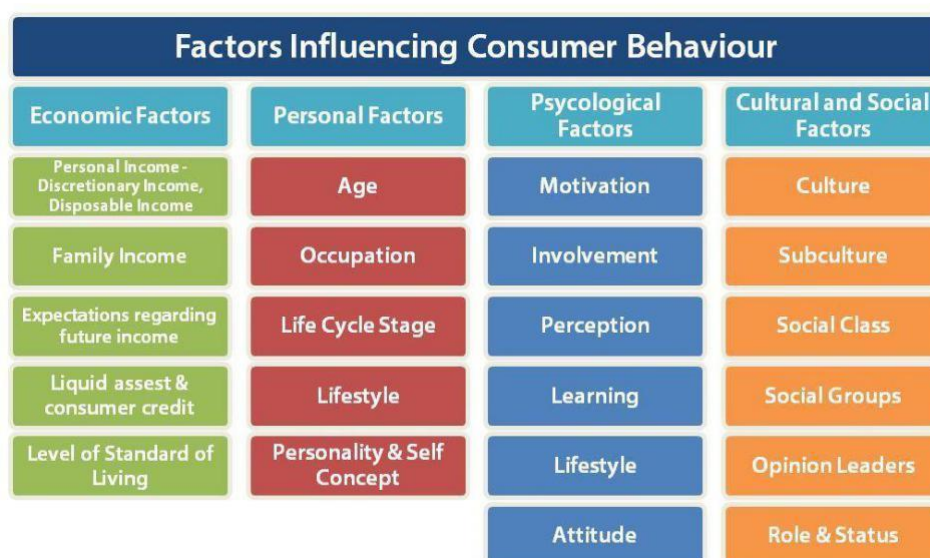 Factors Influencing Consumer Behaviour
Economic Factors
Personal Income -
Discretionary Income,
Disposable Income
Family Income
Expectations regarding
future income
Liquid assest &
consumer credit
Level of Standard of
Living
Personal Factors
Age
Occupation
Life Cycle Stage
Lifestyle
Personality & Self
Concept
Psycological
Factors
Motivation
Involvement
Perception
Learning
Lifestyle
Attitude
Cultural and Social
Factors
Culture
Subculture
Social Class
Social Groups
Opinion Leaders
Role & Status